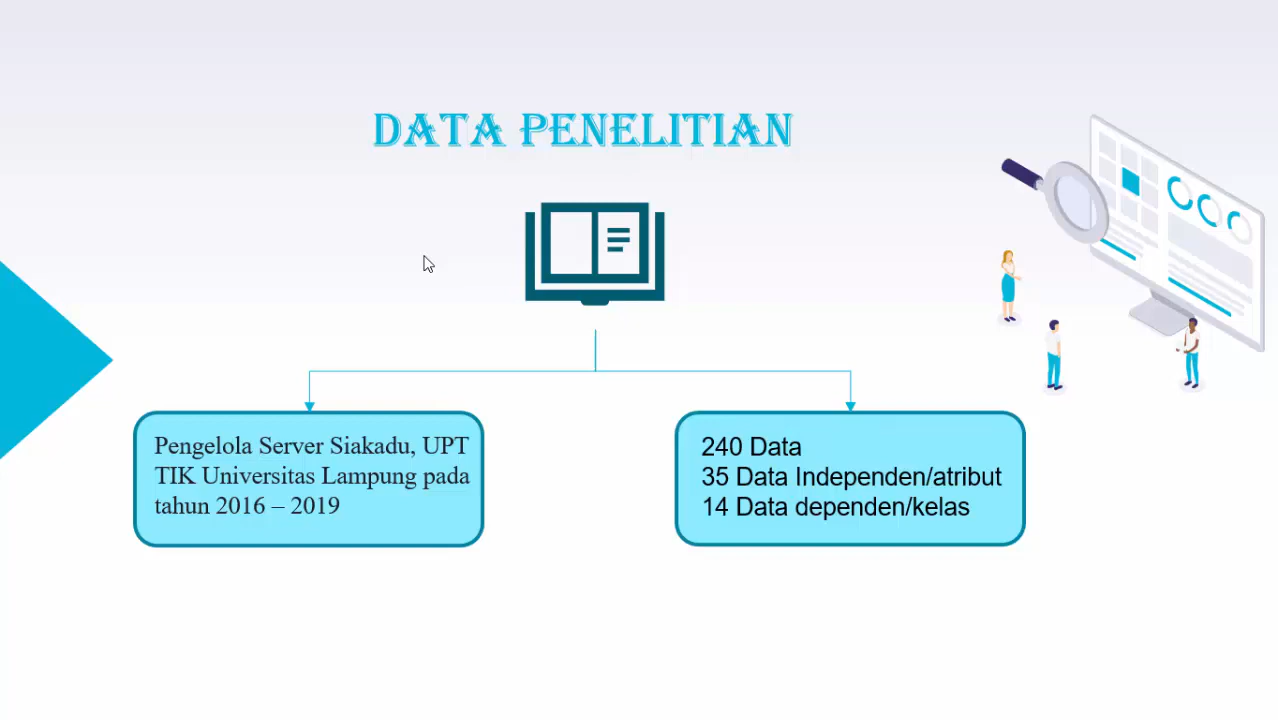 DATA PENELITIAN
Pengelola Server Siakadu, UPT
TIK Universitas Lampung pada
tahun 2016 – 2019
240 Data
35 Data Independen/atribut
14 Data dependen/kelas